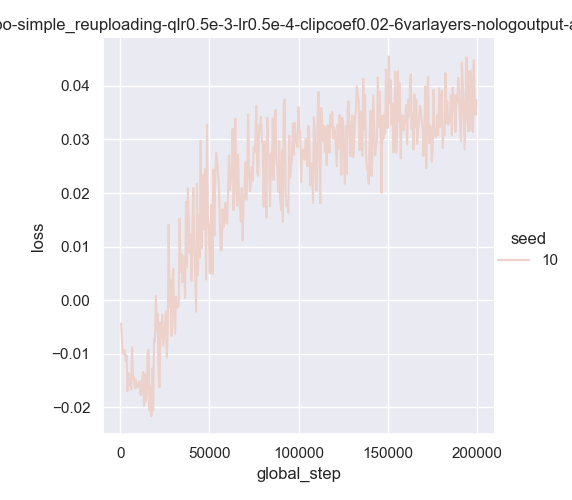 oo-simple_reuploading-qlr0.5e-3-lr0.5e-4-clipcoef0.02-6varlayers-nologoutput-a
0.04
0.03
0.02
0.01
0.00
−0.01
−0.02
loss
0 50000 100000 150000 200000
global_step
seed
10